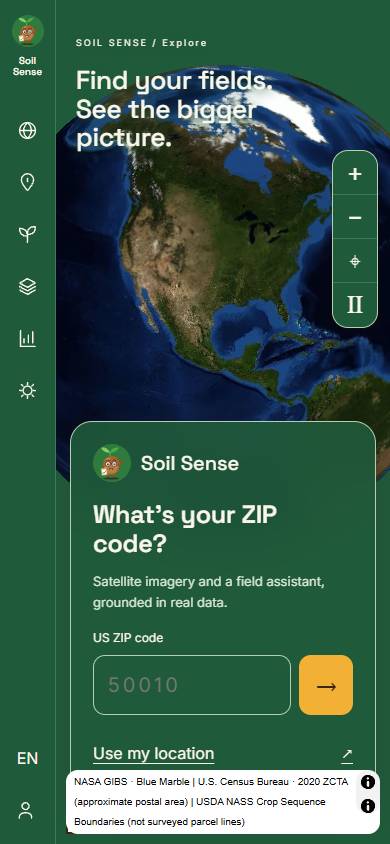 Soil
Sense
SOIL SENSE / Explore
Find your fields.
See the bigger
picture.
+
−
II
Soil Sense
What's your ZIP
code?
Satellite imagery and a field assistant,
grounded in real data.
US ZIP code
50010
→
Use my location ↗
EN
NASA GIBS · Blue Marble | U.S. Census Bureau · 2020 ZCTA
(approximate postal area) | USDA NASS Crop Sequence
Boundaries (not surveyed parcel lines)